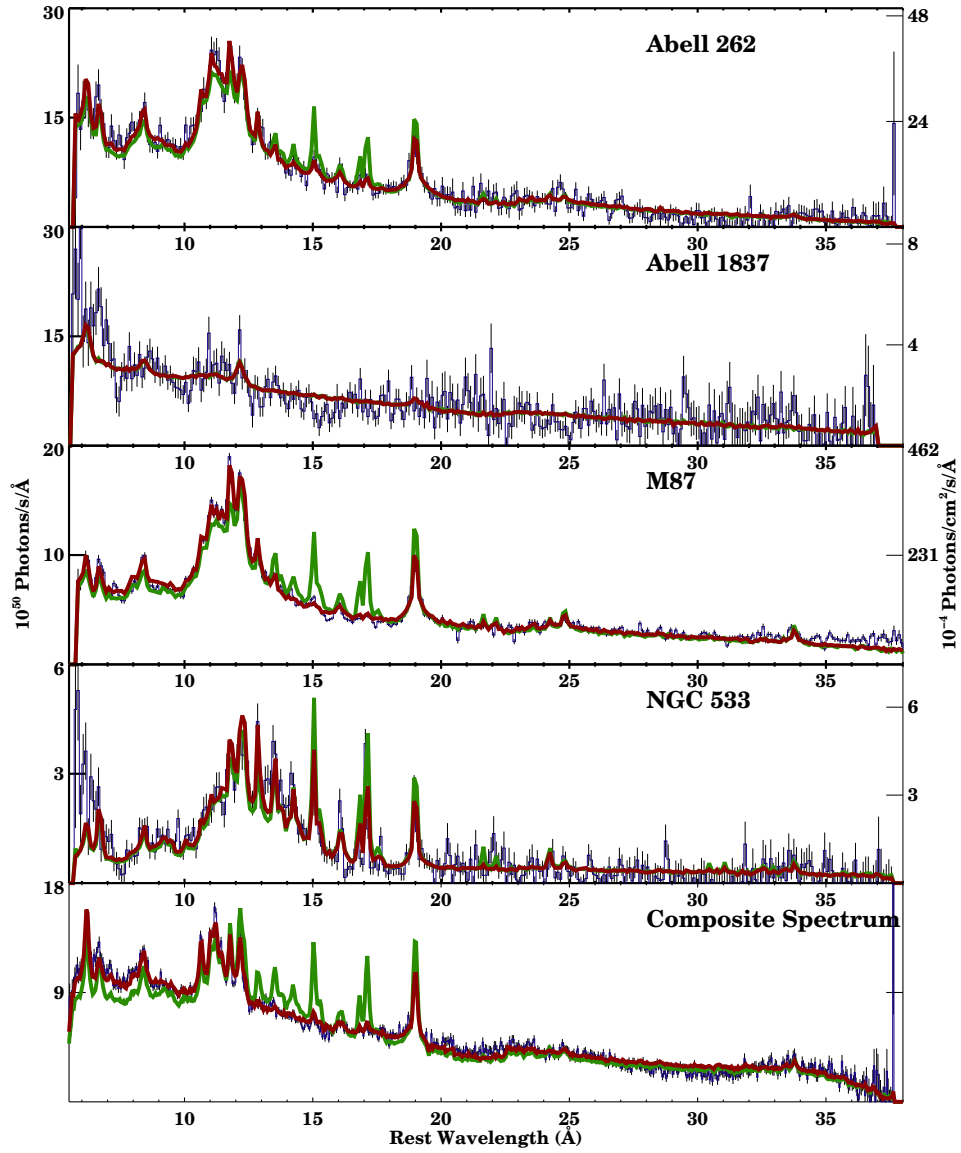 30
48
Abell 262
15
24
30
10 15 20 25 30 35
30
8
Abell 1837
15
4
20
10 15 20 25 30 35
462
M87
10
231
10^50 Photons/s/Å
10^-4 Photons/cm^2/s/Å
6
10 15 20 25 30 35
6
NGC 533
3
3
18
10 15 20 25 30 35
Composite Spectrum
9
10 15 20 25 30 35
Rest Wavelength (Å)